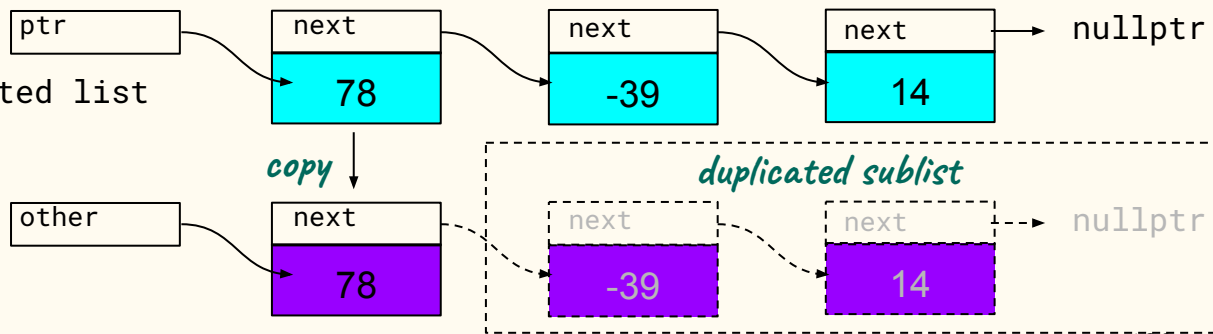 ptr
next
next
next
nullptr
78
-39
14
ted list
copy
duplicated sublist
other
next
next
next
nullptr
78
-39
14